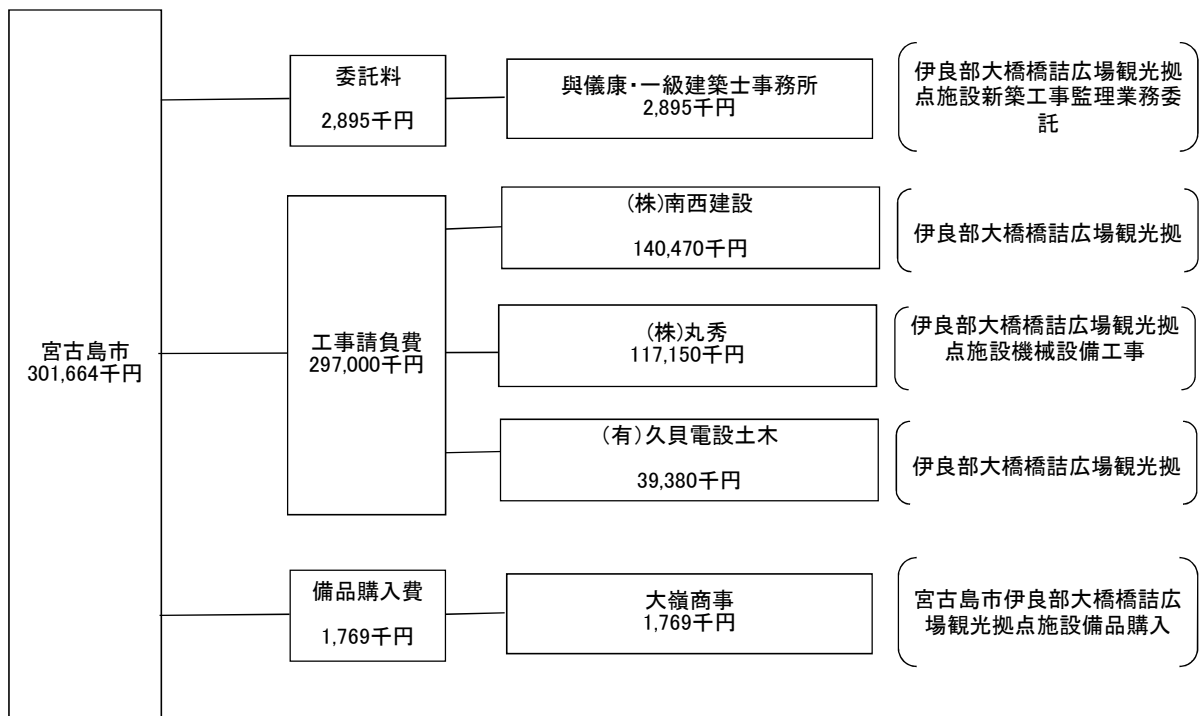 宮古島市
301,664千円
委託料
2,895千円
與儀康・一級建築士事務所
2,895千円
伊良部大橋橋詰広場観光拠
点施設新築工事監理業務委
託
工事請負費
297,000千円
(株)南西建設
140,470千円
伊良部大橋橋詰広場観光拠
(株)丸秀
117,150千円
伊良部大橋橋詰広場観光拠
点施設機械設備工事
(有)久貝電設土木
39,380千円
伊良部大橋橋詰広場観光拠
備品購入費
1,769千円
大嶺商事
1,769千円
宮古島市伊良部大橋橋詰広
場観光拠点施設備品購入